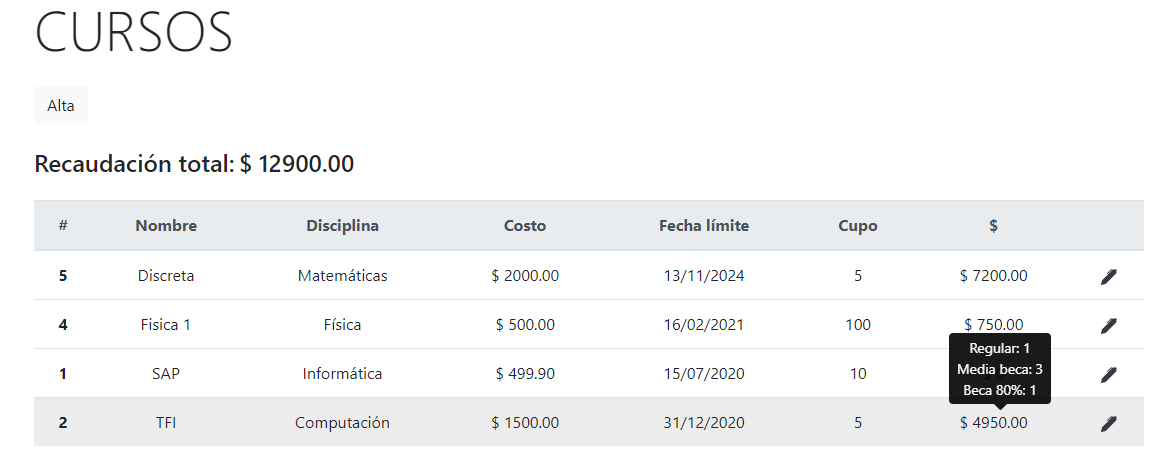 CURSOS
Alta
Recaudación total: $ 12900.00
# Nombre Disciplina Costo Fecha límite Cupo $
5 Discreta Matemáticas $ 2000.00 13/11/2024 5 $ 7200.00
4 Fisica 1 Física $ 500.00 16/02/2021 100 $ 750.00
1 SAP Informática $ 499.90 15/07/2020 10
Regular: 1
Media beca: 3
Beca 80%: 1
2 TFI Computación $ 1500.00 31/12/2020 5 $ 4950.00